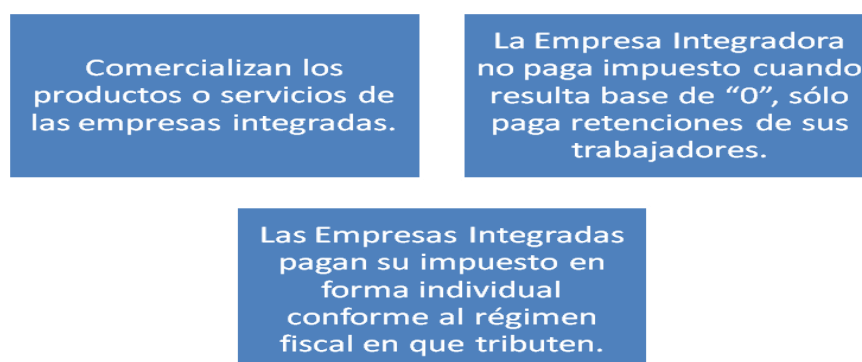 Comercializan los
productos o servicios de
las empresas integradas.
La Empresa Integradora
no paga impuesto cuando
resulta base de “0”, sólo
paga retenciones de sus
trabajadores.
Las Empresas Integradas
pagan su impuesto en
forma individual
conforme al régimen
fiscal en que tributen.